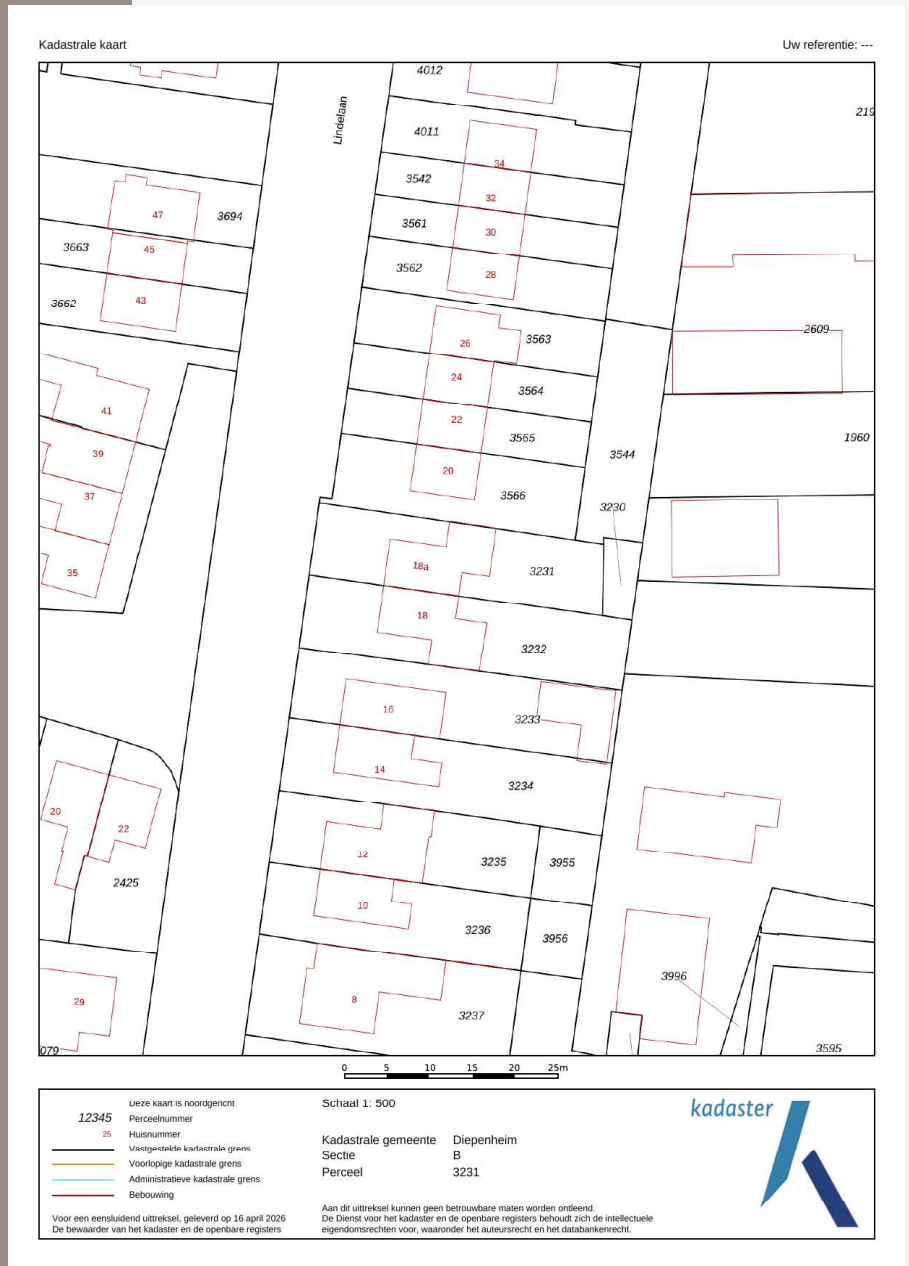 Kadastrale kaart
Uw referentie: ---
4012
Lindelaan
219
4011
34
3542
32
47
3694
3561
30
3663
45
3562
28
3662
43
2609
26
3563
24
3564
41
22
3565
1960
39
3544
20
37
3566
3230
18a
3231
35
18
3232
16
3233
14
3234
20
22
12
3235
3955
2425
10
3236
3956
3996
29
8
3237
079
3595
0 5 10 15 20 25m
Deze kaart is noordgericht
12345 Perceelnummer
25 Huisnummer
Vastgestelde kadastrale grens
Voorlopige kadastrale grens
Administratieve kadastrale grens
Bebouwing
Voor een eensluidend uittreksel, geleverd op 16 april 2026
De bewaarder van het kadaster en de openbare registers
Schaal 1: 500
Kadastrale gemeente Diepenheim
Sectie B
Perceel 3231
Aan dit uittreksel kunnen geen betrouwbare maten worden ontleend.
De Dienst voor het kadaster en de openbare registers behoudt zich de intellectuele
eigendomsrechten voor, waaronder het auteursrecht en het databankenrecht.
kadaster